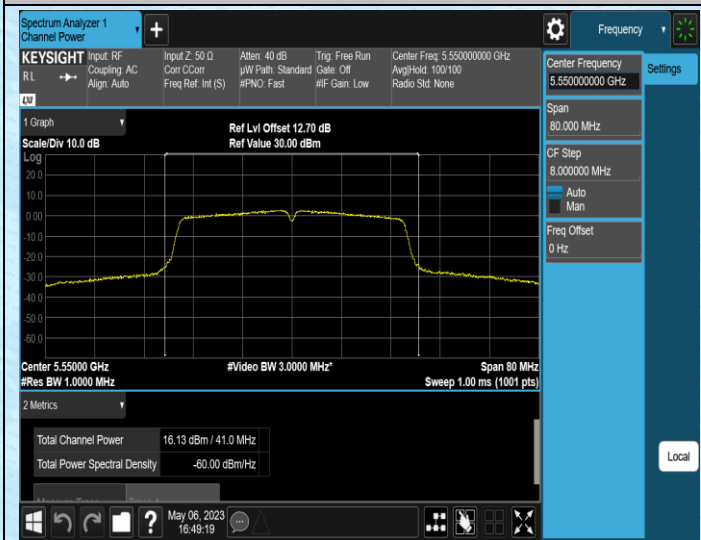 Spectrum Analyzer 1
Channel Power
Frequency
KEYSIGHT
RL
LXI
Input: RF
Coupling: AC
Align: Auto
Input Z: 50 Ω
Corr CCorr
Freq Ref: Int (S)
Atten: 40 dB
µW Path: Standard
#PNO: Fast
Trig: Free Run
Gate: Off
#IF Gain: Low
Center Freq: 5.550000000 GHz
Avg|Hold: 100/100
Radio Std: None
Center Frequency
5.550000000 GHz
Settings
Span
80.000 MHz
CF Step
8.000000 MHz
Auto
Man
Freq Offset
0 Hz
1 Graph
Scale/Div 10.0 dB
Ref Lvl Offset 12.70 dB
Ref Value 30.00 dBm
Log
20.0
10.0
0.00
-10.0
-20.0
-30.0
-40.0
-50.0
-60.0
Center 5.55000 GHz
#Res BW 1.0000 MHz
#Video BW 3.0000 MHz*
Span 80 MHz
Sweep 1.00 ms (1001 pts)
2 Metrics
Total Channel Power 16.13 dBm / 41.0 MHz
Total Power Spectral Density -60.00 dBm/Hz
Local
?
May 06, 2023
16:49:19